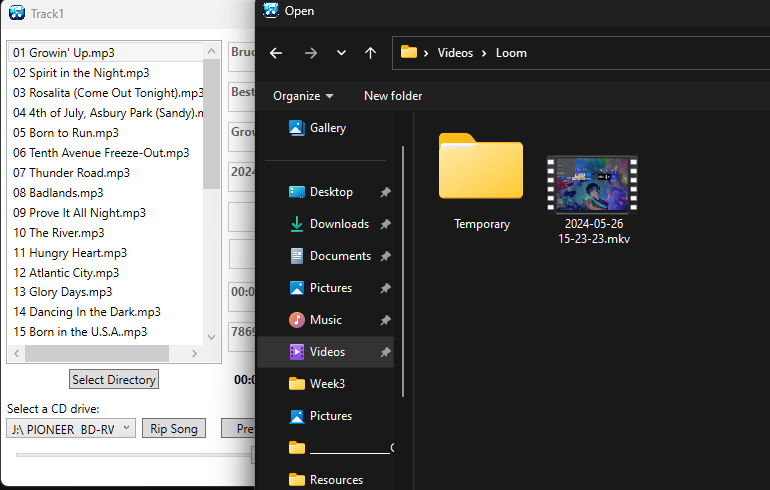 Track1
01 Growin' Up.mp3
02 Spirit in the Night.mp3
03 Rosalita (Come Out Tonight).mp3
04 4th of July, Asbury Park (Sandy).m
05 Born to Run.mp3
06 Tenth Avenue Freeze-Out.mp3
07 Thunder Road.mp3
08 Badlands.mp3
09 Prove It All Night.mp3
10 The River.mp3
11 Hungry Heart.mp3
12 Atlantic City.mp3
13 Glory Days.mp3
14 Dancing In the Dark.mp3
15 Born in the U.S.A..mp3
Select Directory
Select a CD drive:
J:\ PIONEER BD-RV
Rip Song
Pre
Bru
Best
Grow
2024
00:0
7869
00:0
Open
Videos
Loom
Organize
New folder
Gallery
Desktop
Downloads
Documents
Pictures
Music
Videos
Week3
Pictures
Resources
Temporary
2024-05-26
15-23-23.mkv